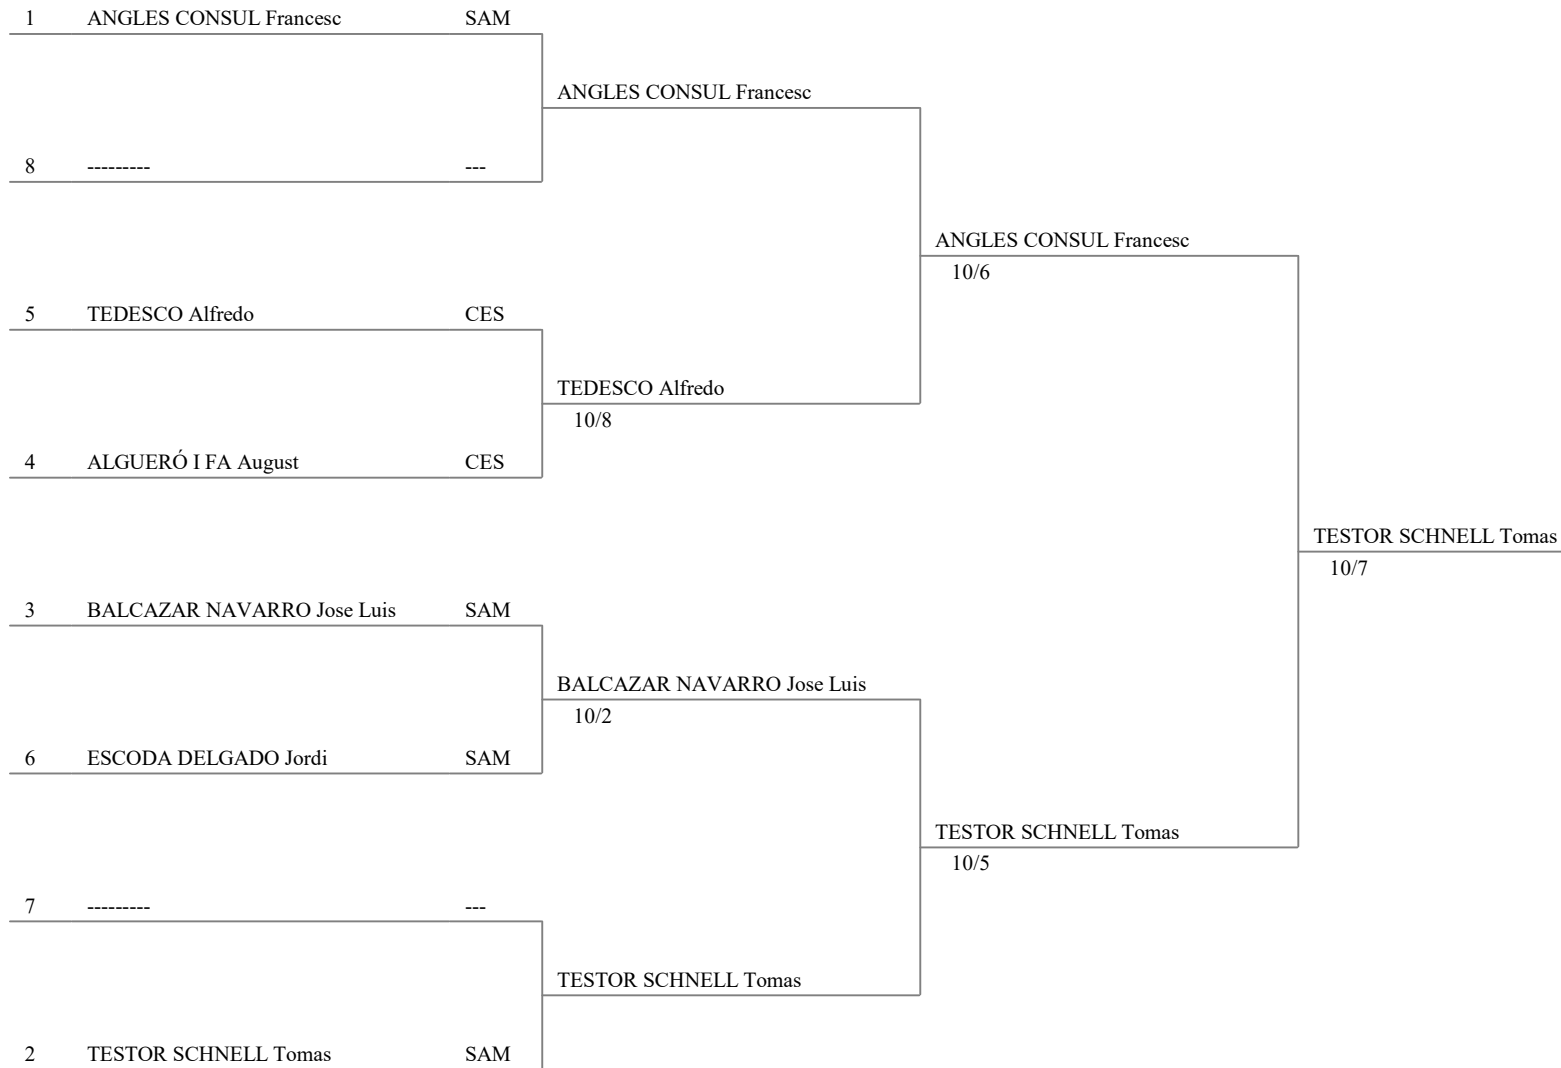 1 ANGLES CONSUL Francesc SAM
ANGLES CONSUL Francesc
8 --------- ---
ANGLES CONSUL Francesc
10/6
5 TEDESCO Alfredo CES
TEDESCO Alfredo
10/8
4 ALGUERÓ I FA August CES
TESTOR SCHNELL Tomas
10/7
3 BALCAZAR NAVARRO Jose Luis SAM
BALCAZAR NAVARRO Jose Luis
10/2
6 ESCODA DELGADO Jordi SAM
TESTOR SCHNELL Tomas
10/5
7 --------- ---
TESTOR SCHNELL Tomas
2 TESTOR SCHNELL Tomas SAM